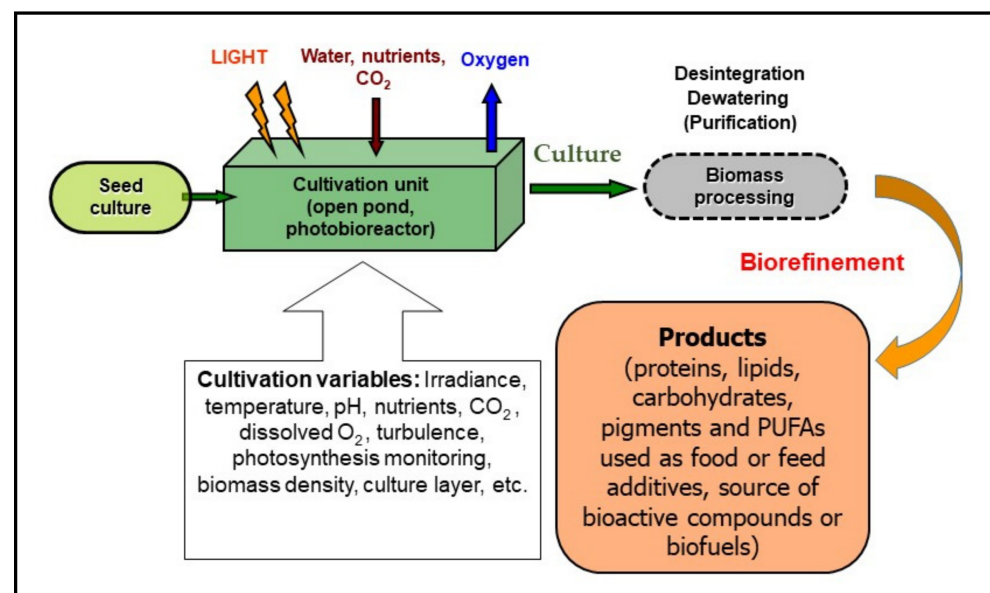 LIGHT
Water, nutrients,
CO₂
Oxygen
Desintegration
Dewatering
(Purification)
Seed
culture
Cultivation unit
(open pond,
photobioreactor)
Culture
Biomass
processing
Biorefinement
Cultivation variables: Irradiance,
temperature, pH, nutrients, CO₂,
dissolved O₂, turbulence,
photosynthesis monitoring,
biomass density, culture layer, etc.
Products
(proteins, lipids,
carbohydrates,
pigments and PUFAs
used as food or feed
additives, source of
bioactive compounds or
biofuels)